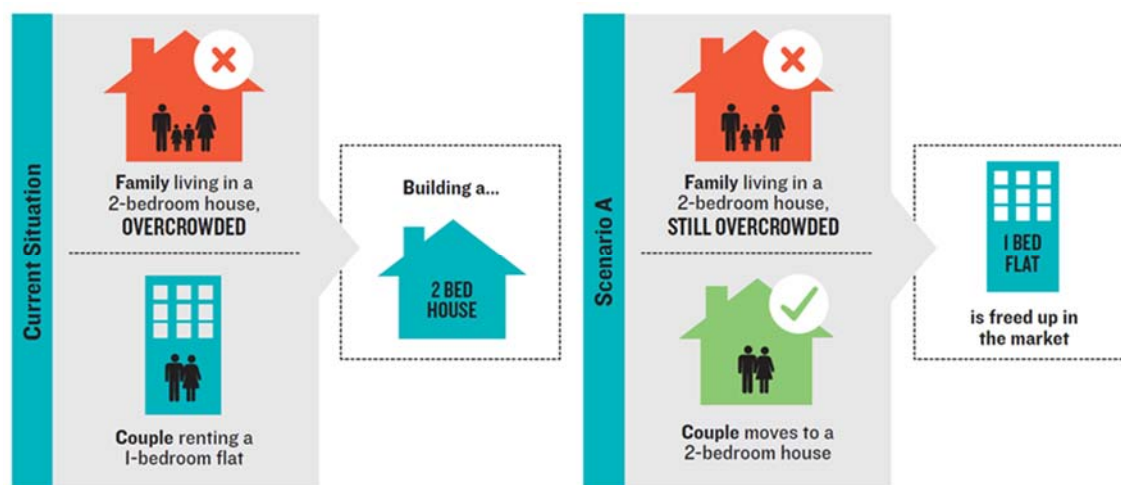 Current Situation
Family living in a
2-bedroom house,
OVERCROWDED
Couple renting a
1-bedroom flat
Building a...
2 BED
HOUSE
Scenario A
Family living in a
2-bedroom house,
STILL OVERCROWDED
Couple moves to a
2-bedroom house
1 BED
FLAT
is freed up in
the market